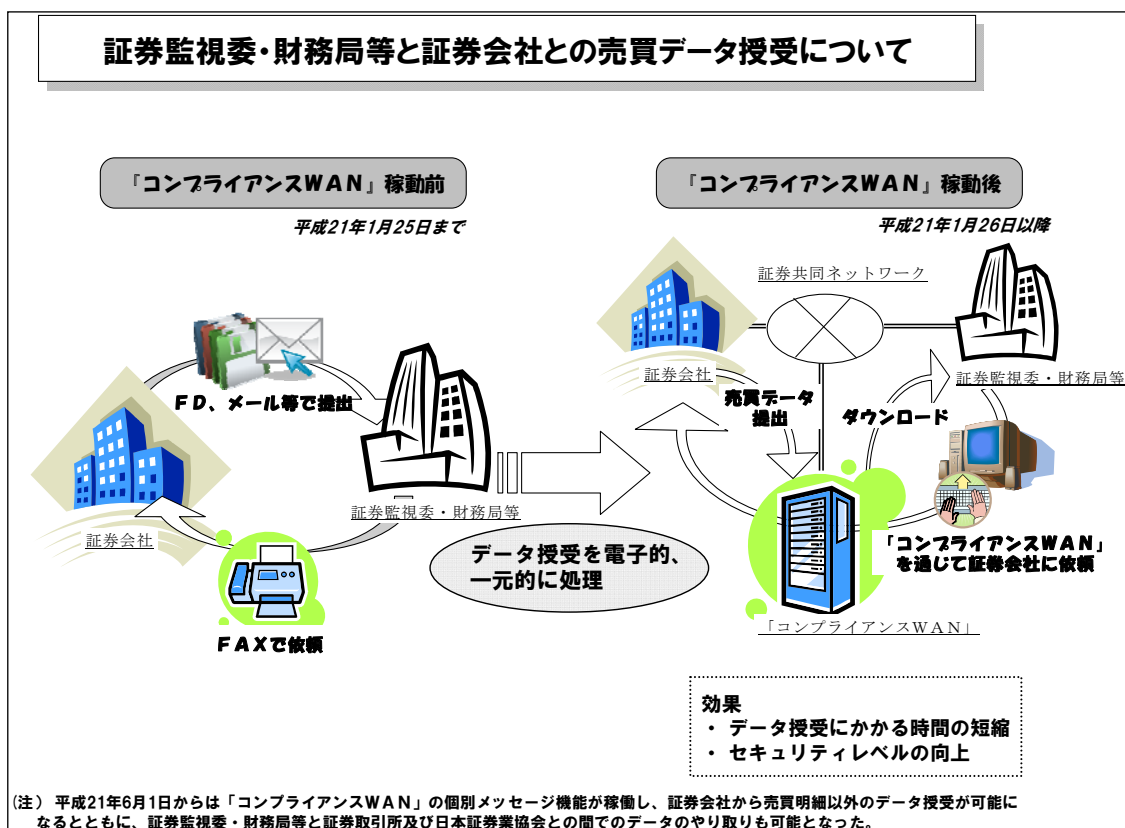 証券監視委・財務局等と証券会社との売買データ授受について
『コンプライアンスＷＡＮ』稼動前
平成21年1月25日まで
ＦＤ、メール等で提出
証券会社
証券監視委・財務局等
ＦＡＸで依頼
データ授受を電子的、
一元的に処理
『コンプライアンスＷＡＮ』稼動後
平成21年1月26日以降
証券共同ネットワーク
証券会社
証券監視委・財務局等
売買データ
提出
ダウンロード
「コンプライアンスＷＡＮ」
を通じて証券会社に依頼
「コンプライアンスＷＡＮ」
効果
・ データ授受にかかる時間の短縮
・ セキュリティレベルの向上
(注） 平成21年6月1日からは「コンプライアンスＷＡＮ」の個別メッセージ機能が稼働し、証券会社から売買明細以外のデータ授受が可能に
なるとともに、証券監視委・財務局等と証券取引所及び日本証券業協会との間でのデータのやり取りも可能となった。